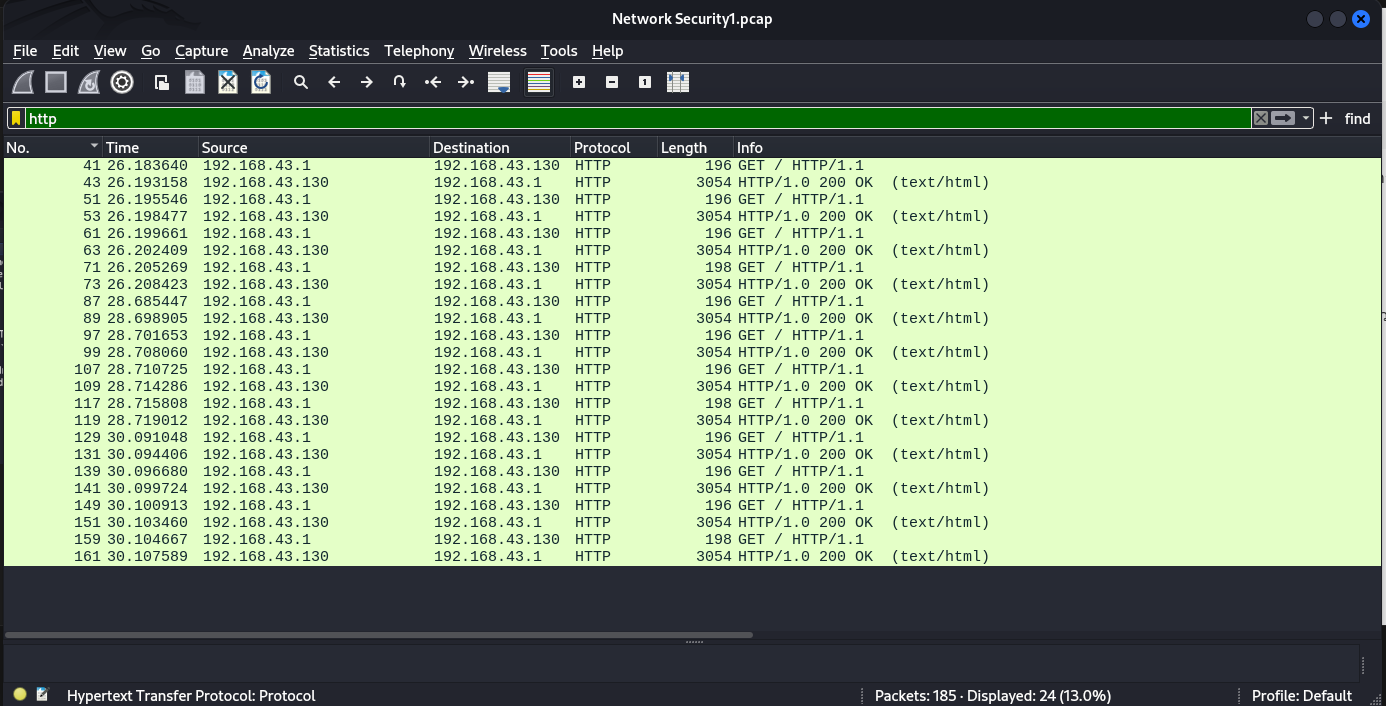 Network Security1.pcap
File Edit View Go Capture Analyze Statistics Telephony Wireless Tools Help
http
find
No. Time Source Destination Protocol Length Info
41 26.183640 192.168.43.1 192.168.43.130 HTTP 196 GET / HTTP/1.1
43 26.193158 192.168.43.130 192.168.43.1 HTTP 3054 HTTP/1.0 200 OK (text/html)
51 26.195546 192.168.43.1 192.168.43.130 HTTP 196 GET / HTTP/1.1
53 26.198477 192.168.43.130 192.168.43.1 HTTP 3054 HTTP/1.0 200 OK (text/html)
61 26.199661 192.168.43.1 192.168.43.130 HTTP 196 GET / HTTP/1.1
63 26.202409 192.168.43.130 192.168.43.1 HTTP 3054 HTTP/1.0 200 OK (text/html)
71 26.205269 192.168.43.1 192.168.43.130 HTTP 198 GET / HTTP/1.1
73 26.208423 192.168.43.130 192.168.43.1 HTTP 3054 HTTP/1.0 200 OK (text/html)
87 28.685447 192.168.43.1 192.168.43.130 HTTP 196 GET / HTTP/1.1
89 28.698905 192.168.43.130 192.168.43.1 HTTP 3054 HTTP/1.0 200 OK (text/html)
97 28.701653 192.168.43.1 192.168.43.130 HTTP 196 GET / HTTP/1.1
99 28.708060 192.168.43.130 192.168.43.1 HTTP 3054 HTTP/1.0 200 OK (text/html)
107 28.710725 192.168.43.1 192.168.43.130 HTTP 196 GET / HTTP/1.1
109 28.714286 192.168.43.130 192.168.43.1 HTTP 3054 HTTP/1.0 200 OK (text/html)
117 28.715808 192.168.43.1 192.168.43.130 HTTP 198 GET / HTTP/1.1
119 28.719012 192.168.43.130 192.168.43.1 HTTP 3054 HTTP/1.0 200 OK (text/html)
129 30.091048 192.168.43.1 192.168.43.130 HTTP 196 GET / HTTP/1.1
131 30.094406 192.168.43.130 192.168.43.1 HTTP 3054 HTTP/1.0 200 OK (text/html)
139 30.096680 192.168.43.1 192.168.43.130 HTTP 196 GET / HTTP/1.1
141 30.099724 192.168.43.130 192.168.43.1 HTTP 3054 HTTP/1.0 200 OK (text/html)
149 30.100913 192.168.43.1 192.168.43.130 HTTP 196 GET / HTTP/1.1
151 30.103460 192.168.43.130 192.168.43.1 HTTP 3054 HTTP/1.0 200 OK (text/html)
159 30.104667 192.168.43.1 192.168.43.130 HTTP 198 GET / HTTP/1.1
161 30.107589 192.168.43.130 192.168.43.1 HTTP 3054 HTTP/1.0 200 OK (text/html)
Hypertext Transfer Protocol: Protocol
Packets: 185 · Displayed: 24 (13.0%)
Profile: Default